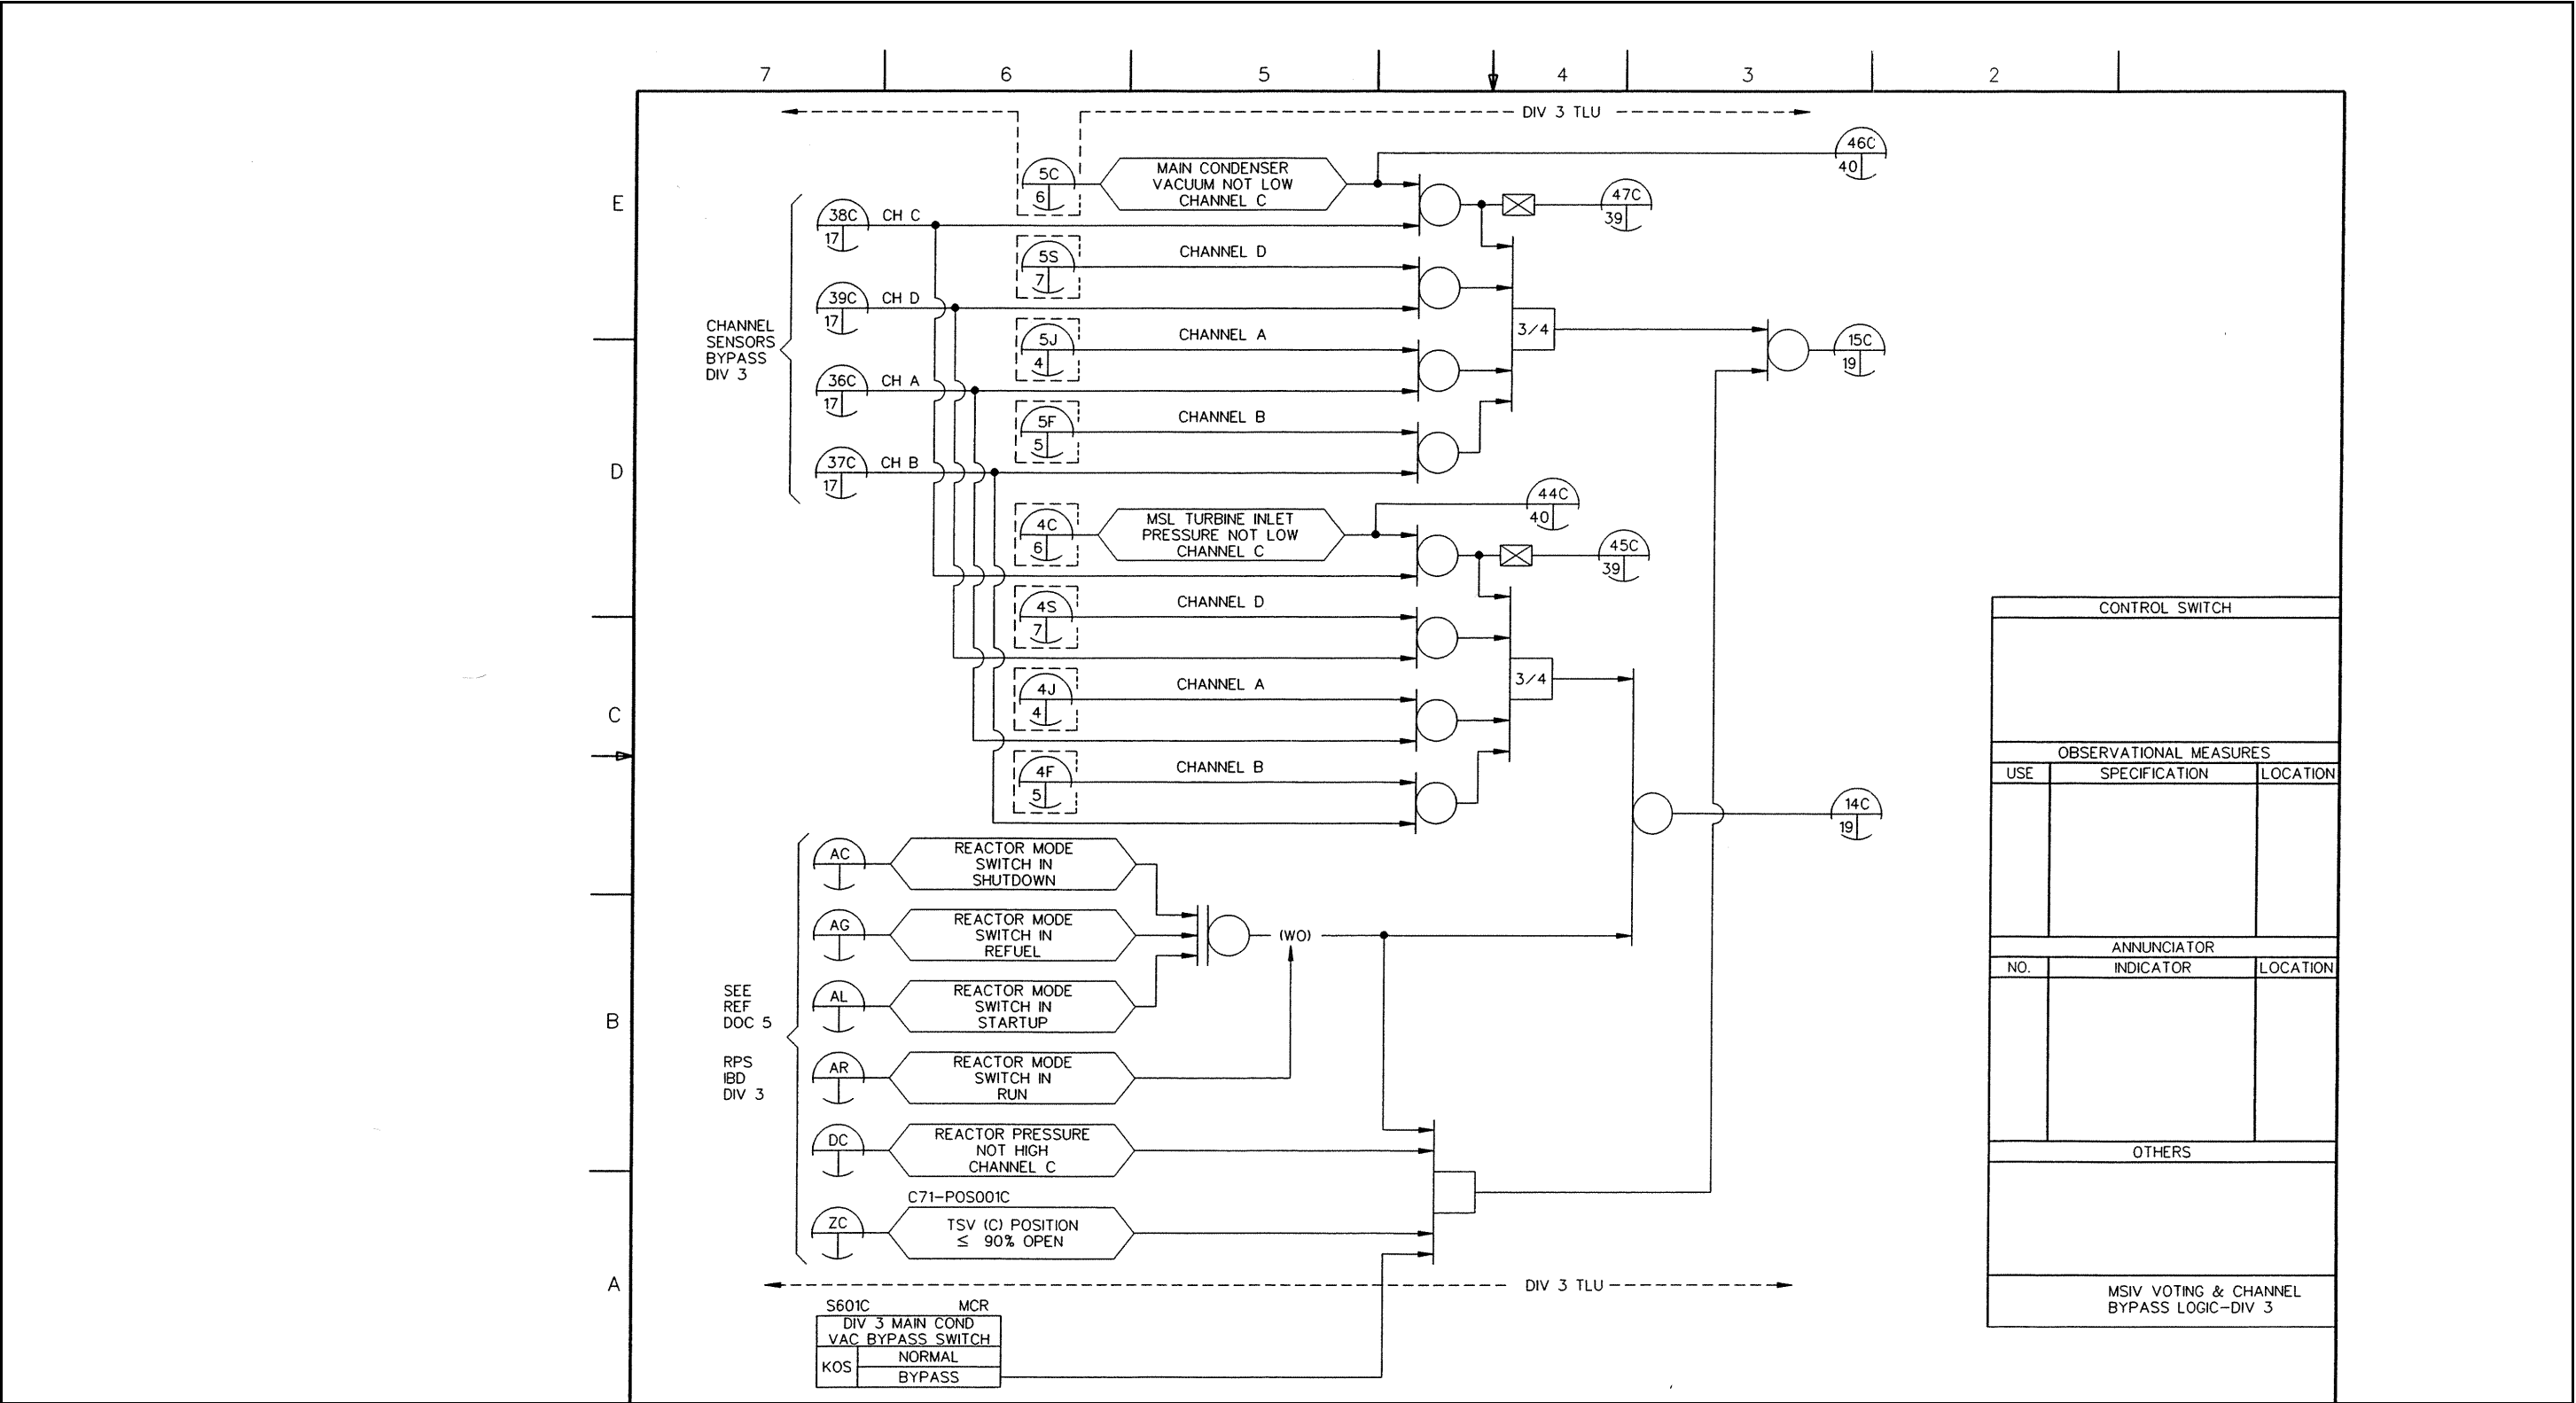 7 6 5 4 3 2
DIV 3 TLU
E
D
C
B
A
46C
40
5C
6
MAIN CONDENSER
VACUUM NOT LOW
CHANNEL C
47C
39
38C
17
CH C
5S
7
CHANNEL D
39C
17
CH D
CHANNEL
SENSORS
BYPASS
DIV 3
5J
4
CHANNEL A
3/4
15C
19
36C
17
CH A
5F
5
CHANNEL B
37C
17
CH B
44C
40
4C
6
MSL TURBINE INLET
PRESSURE NOT LOW
CHANNEL C
45C
39
4S
7
CHANNEL D
4J
4
CHANNEL A
3/4
4F
5
CHANNEL B
14C
19
AC
REACTOR MODE
SWITCH IN
SHUTDOWN
AG
REACTOR MODE
SWITCH IN
REFUEL
(WO)
SEE
REF
DOC 5
RPS
IBD
DIV 3
AL
REACTOR MODE
SWITCH IN
STARTUP
AR
REACTOR MODE
SWITCH IN
RUN
DC
REACTOR PRESSURE
NOT HIGH
CHANNEL C
C71-POS001C
ZC
TSV (C) POSITION
≤ 90% OPEN
DIV 3 TLU
S601C MCR
DIV 3 MAIN COND
VAC BYPASS SWITCH
KOS
NORMAL
BYPASS
CONTROL SWITCH
OBSERVATIONAL MEASURES
USE SPECIFICATION LOCATION
ANNUNCIATOR
NO. INDICATOR LOCATION
OTHERS
MSIV VOTING & CHANNEL
BYPASS LOGIC-DIV 3